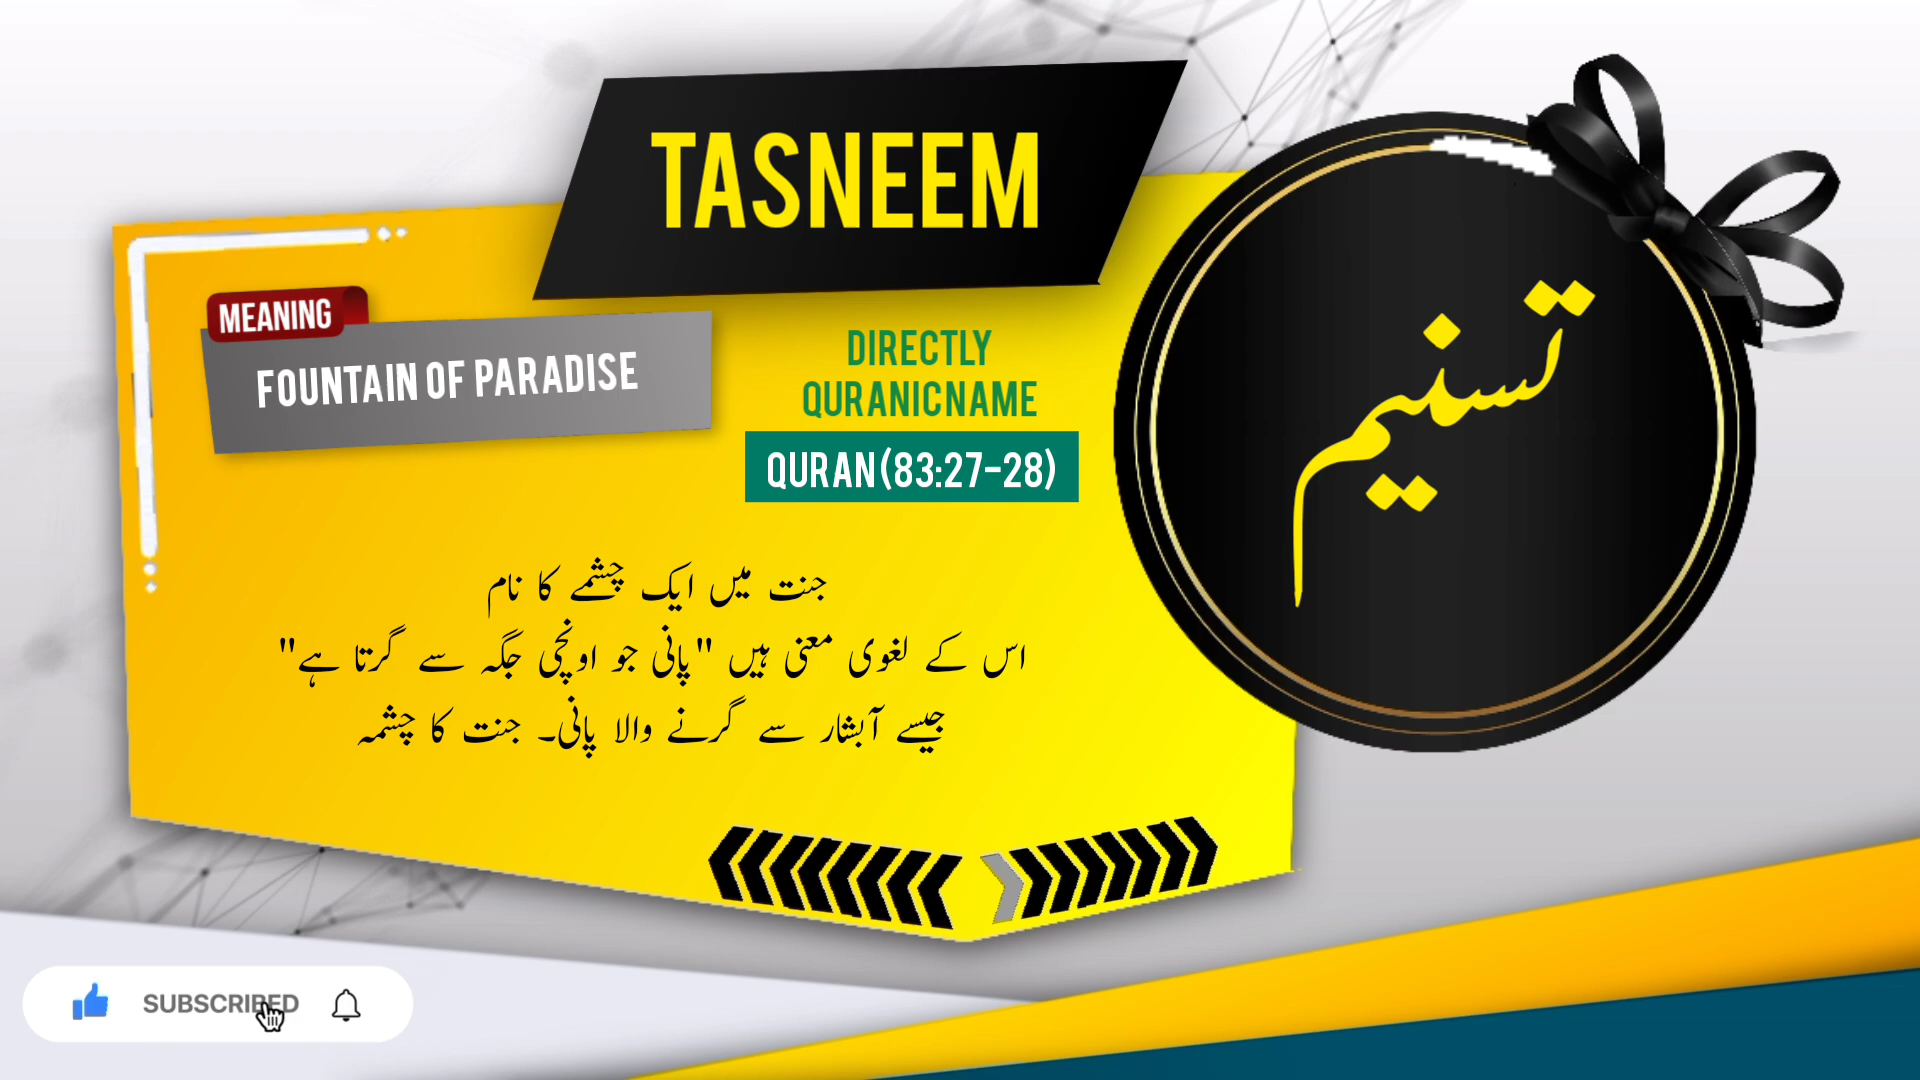 TASNEEM
تسنیم
MEANING
FOUNTAIN OF PARADISE
DIRECTLY
QURANIC NAME
QURAN (83:27-28)
جنت میں ایک چشمے کا نام
اس کے لغوی معنی ہیں "پانی جو اونچی جگہ سے گرتا ہے"
جیسے آبشار سے گرنے والا پانی۔ جنت کا چشمہ
SUBSCRIBED